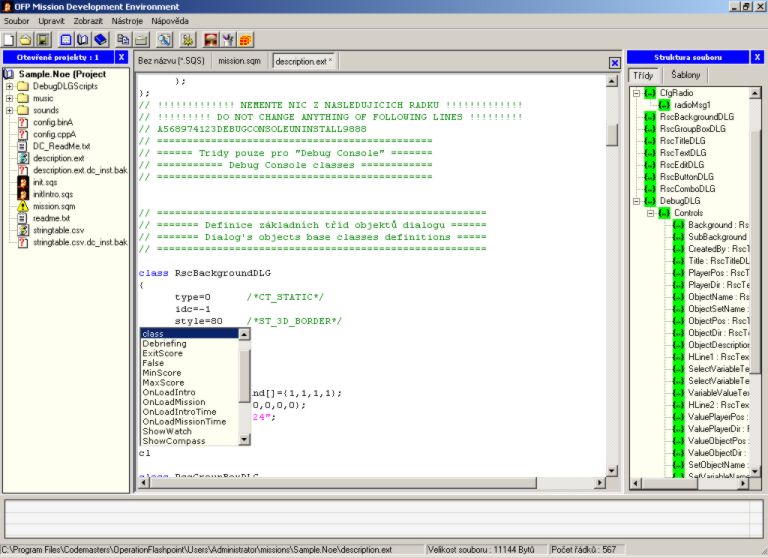 OFP Mission Development Environment
Soubor Upravit Zobrazit Nástroje Nápověda
Otevřené projekty : 1 X
Sample.Noe (Project
DebugDLGScripts
music
sounds
config.binA
config.cppA
DC_ReadMe.txt
description.ext
description.ext.dc_inst.bak
init.sqs
initIntro.sqs
mission.sqm
readme.txt
stringtable.csv
stringtable.csv.dc_inst.bak
Bez názvu (*.SQS) mission.sqm description.ext * X
);
};
// !!!!!!!!!!!!! NEMENTE NIC Z NASLEDUJICICH RADKU !!!!!!!!!!!!!
// !!!!!!!!! DO NOT CHANGE ANYTHING OF FOLLOWING LINES !!!!!!!!!
// A568974123DEBUGCONSOLEUNINSTALL9888
// ==============================================
// ====== Tridy pouze pro "Debug Console" =======
// =========== Debug Console classes ============
// ==============================================
// =======================================================
// ======= Definice základních tříd objektů dialogu ======
// ======= Dialog's objects base classes definitions =====
// =======================================================
class RscBackgroundDLG
{
type=0 /*CT_STATIC*/
idc=-1
style=80 /*ST_3D_BORDER*/
class
Debriefing
ExitScore
False
MinScore
MaxScore
OnLoadIntro
OnLoadMission
OnLoadIntroTime
OnLoadMissionTime
ShowWatch
ShowCompass
nd[]={1,1,1,1};
0,0,0,0);
24";
cl
class RscGroupBoxDLG
Struktura souboru X
Třídy Šablony
CfgRadio
radioMsg1
RscBackgroundDLG
RscGroupBoxDLG
RscTitleDLG
RscTextDLG
RscEditDLG
RscButtonDLG
RscComboDLG
DebugDLG
Controls
Background : Rs
SubBackground
CreatedBy : RscT
Title : RscTitleDL
PlayerPos : RscT
PlayerDir : RscTe
ObjectName : Rs
ObjectSetName :
ObjectPos : RscT
ObjectDir : RscTe
ObjectDescription
HLine1 : RscTex
SelectVariableTe
SelectVariableTe
VariableValueTe
HLine2 : RscTex
ValuePlayerPos :
ValuePlayerDir : F
ValueObjectPos :
ValueObjectDir :
SetObjectName :
SetVariableName
C:\Program Files\Codemasters\OperationFlashpoint\Users\Administrator\missions\Sample.Noe\description.ext Velikost souboru : 11144 Bytů Počet řádků : 567